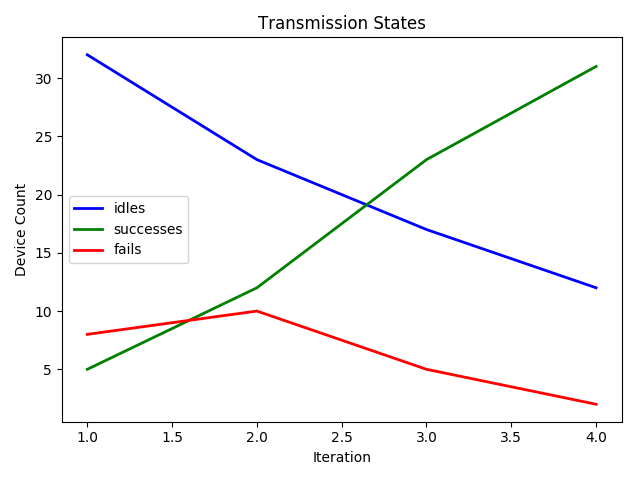 Transmission States
Device Count
30
25
20
15
10
5
idles
successes
fails
1.0 1.5 2.0 2.5 3.0 3.5 4.0
Iteration